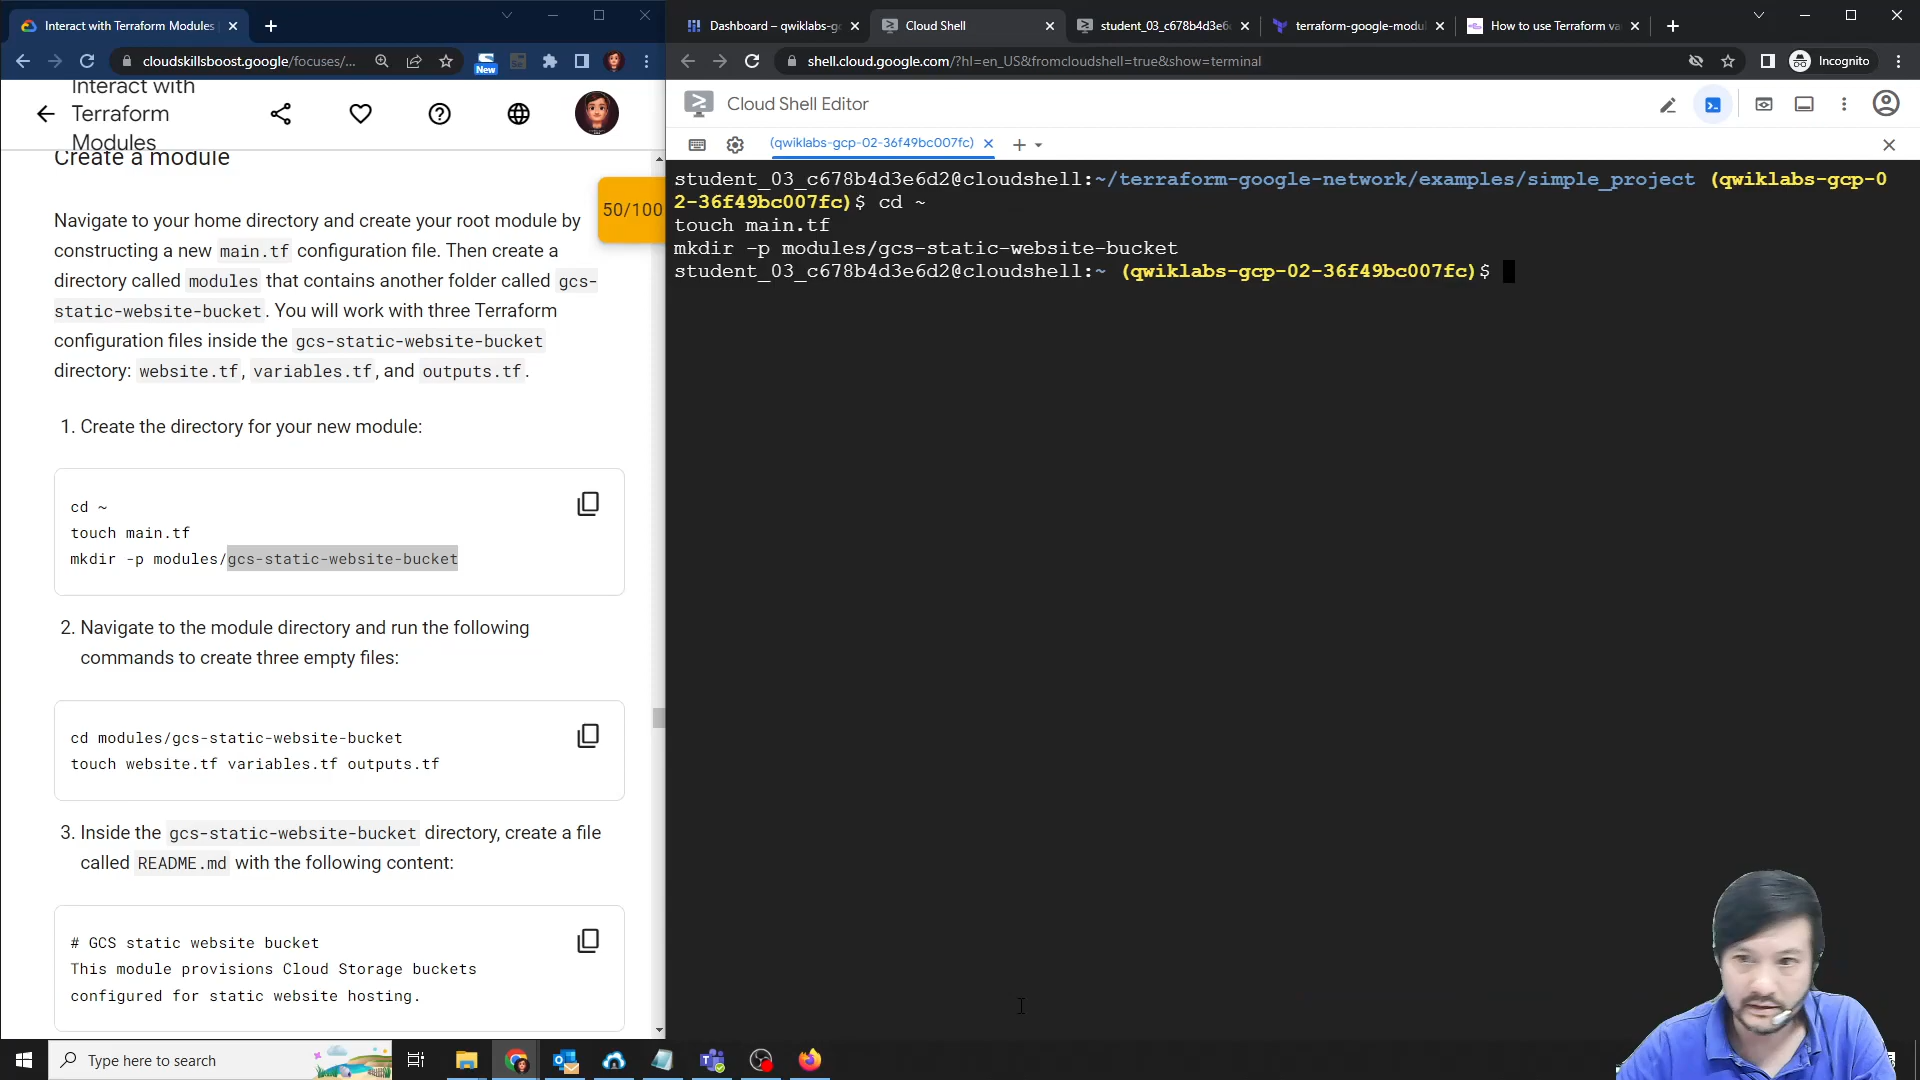 Interact with Terraform Modules
cloudskillsboost.google/focuses/...
New
Interact with
Terraform
Modules
Create a module
50/100
Navigate to your home directory and create your root module by
constructing a new main.tf configuration file. Then create a
directory called modules that contains another folder called gcs-
static-website-bucket. You will work with three Terraform
configuration files inside the gcs-static-website-bucket
directory: website.tf, variables.tf, and outputs.tf.
1. Create the directory for your new module:
cd ~
touch main.tf
mkdir -p modules/gcs-static-website-bucket
2. Navigate to the module directory and run the following
commands to create three empty files:
cd modules/gcs-static-website-bucket
touch website.tf variables.tf outputs.tf
3. Inside the gcs-static-website-bucket directory, create a file
called README.md with the following content:
# GCS static website bucket
This module provisions Cloud Storage buckets
configured for static website hosting.
Dashboard – qwiklabs-g
Cloud Shell
student_03_c678b4d3e6
terraform-google-modu
How to use Terraform va
shell.cloud.google.com/?hl=en_US&fromcloudshell=true&show=terminal
Incognito
Cloud Shell Editor
(qwiklabs-gcp-02-36f49bc007fc)
student_03_c678b4d3e6d2@cloudshell:~/terraform-google-network/examples/simple_project (qwiklabs-gcp-0
2-36f49bc007fc)$ cd ~
touch main.tf
mkdir -p modules/gcs-static-website-bucket
student_03_c678b4d3e6d2@cloudshell:~ (qwiklabs-gcp-02-36f49bc007fc)$
Type here to search